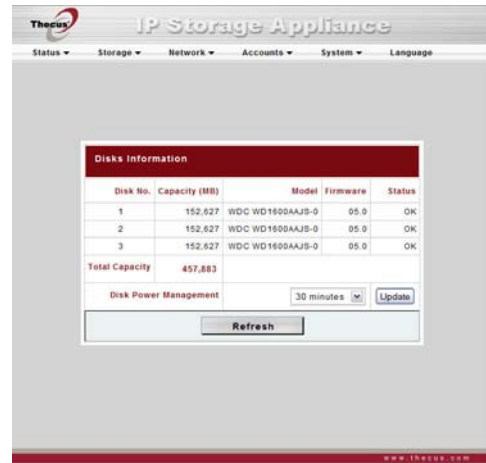 Thecus
IP Storage Appliance
Status Storage Network Accounts System Language
Disks Information
Disk No. Capacity (MB) Model Firmware Status
1 152,627 WDC WD1600AAJS-0 05.0 OK
2 152,627 WDC WD1600AAJS-0 05.0 OK
3 152,627 WDC WD1600AAJS-0 05.0 OK
Total Capacity 457,883
Disk Power Management 30 minutes Update
Refresh
www.thecus.com